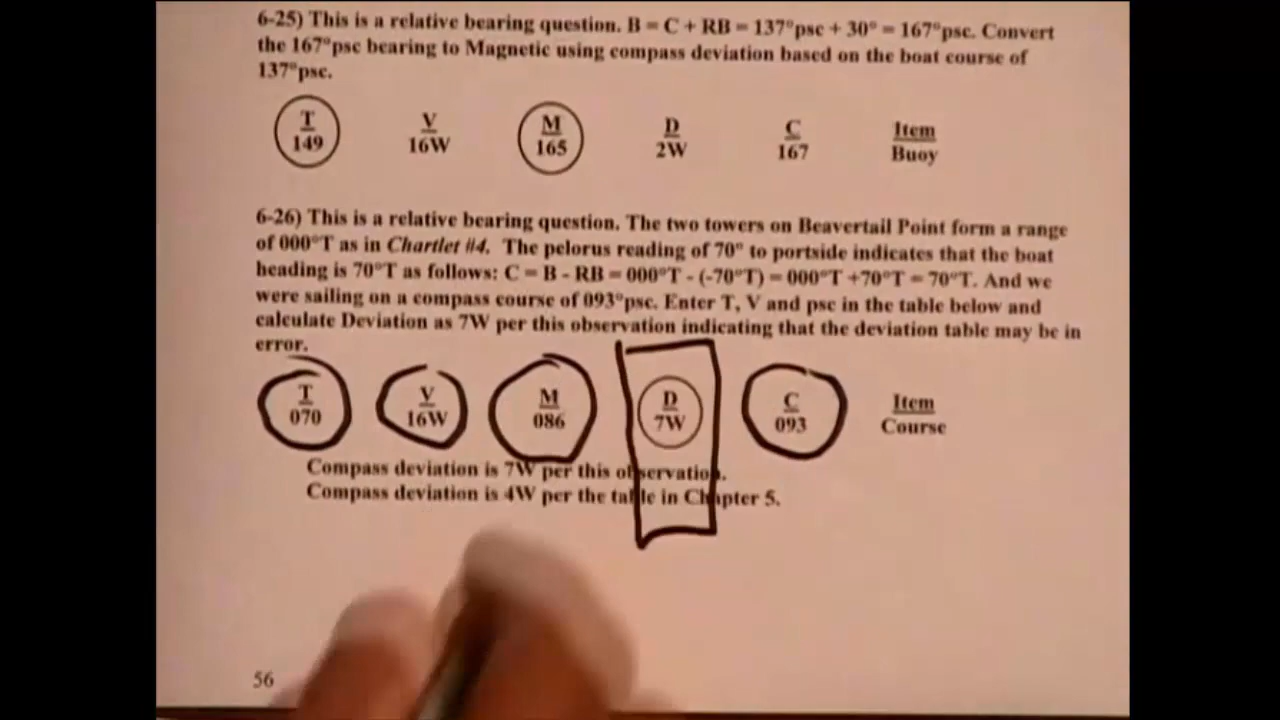 6-25) This is a relative bearing question. B = C + RB = 137°psc + 30° = 167°psc. Convert
the 167°psc bearing to Magnetic using compass deviation based on the boat course of
137°psc.
T V M D C Item
149 16W 165 2W 167 Buoy
6-26) This is a relative bearing question. The two towers on Beavertail Point form a range
of 000°T as in Chartlet #4. The pelorus reading of 70° to portside indicates that the boat
heading is 70°T as follows: C = B - RB = 000°T - (-70°T) = 000°T +70°T = 70°T. And we
were sailing on a compass course of 093°psc. Enter T, V and psc in the table below and
calculate Deviation as 7W per this observation indicating that the deviation table may be in
error.
T V M D C Item
070 16W 086 7W 093 Course
Compass deviation is 7W per this observation.
Compass deviation is 4W per the table in Chapter 5.
56